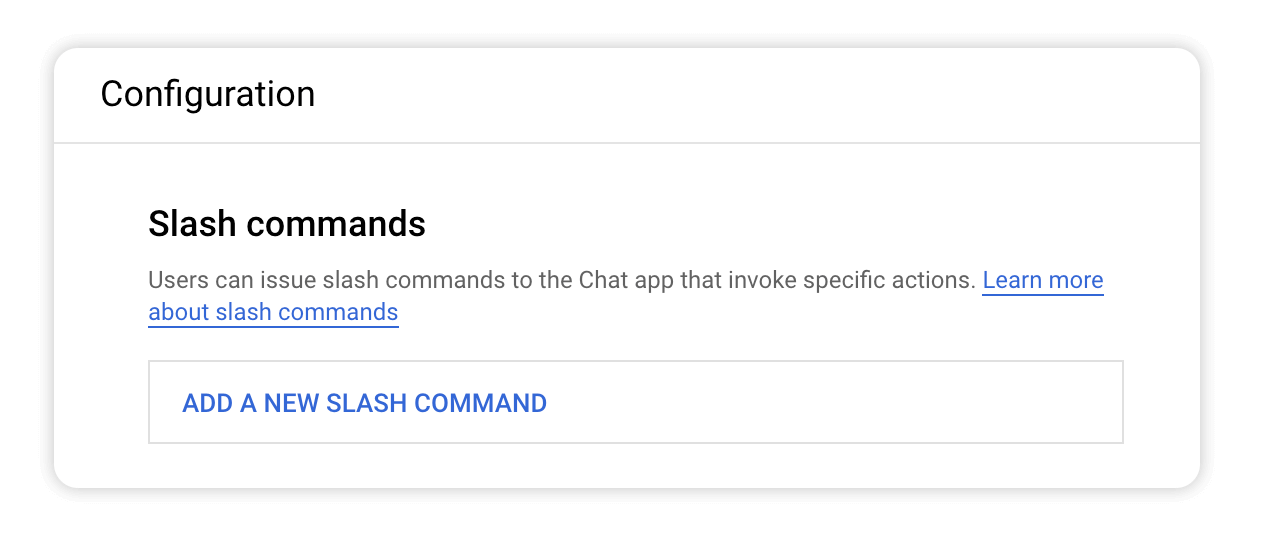 Configuration
Slash commands
Users can issue slash commands to the Chat app that invoke specific actions. Learn more
about slash commands
ADD A NEW SLASH COMMAND